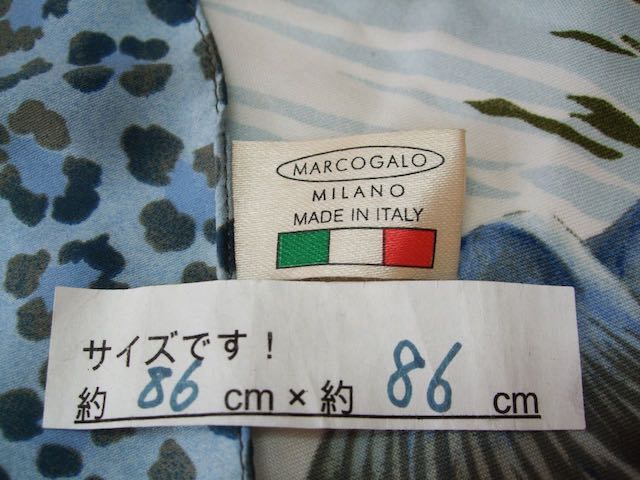 MARCOGALO
MILANO
MADE IN ITALY
サイズです！
約 86 cm × 約 86 cm